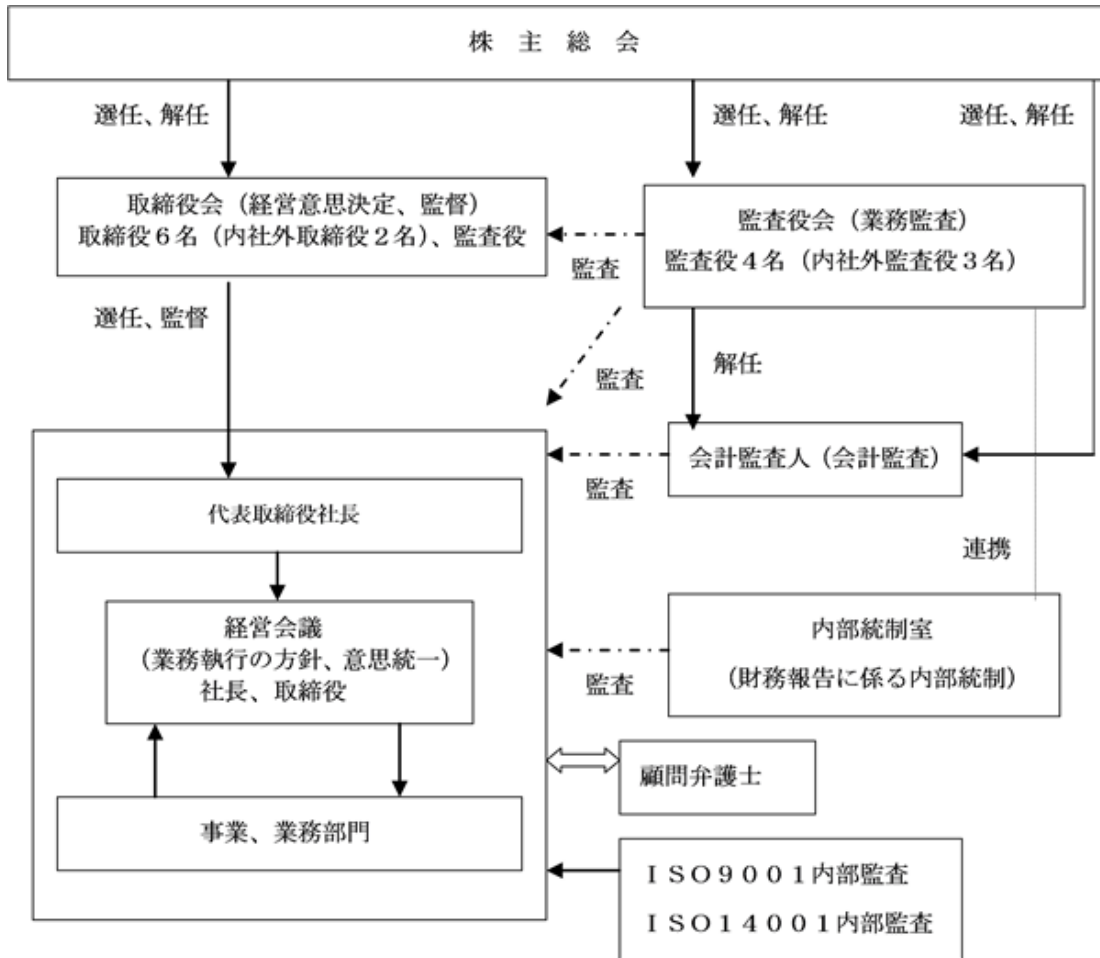 株 主 総 会
選任、解任
選任、解任
選任、解任
取締役会（経営意思決定、監督）
取締役６名（内社外取締役２名）、監査役
監査役会（業務監査）
監査役４名（内社外監査役３名）
監査
選任、監督
監査
解任
会計監査人（会計監査）
監査
代表取締役社長
連携
経営会議
（業務執行の方針、意思統一）
社長、取締役
内部統制室
（財務報告に係る内部統制）
監査
顧問弁護士
事業、業務部門
ＩＳＯ９００１内部監査
ＩＳＯ１４００１内部監査